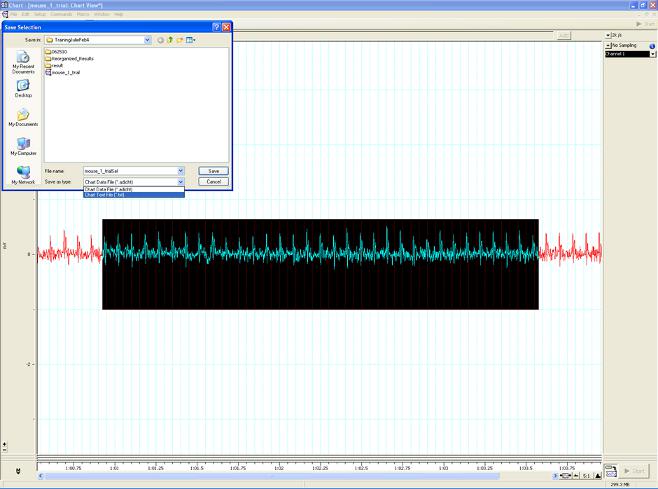 Chart - [mouse_1_trial: Chart View*]
File Edit Setup Commands Macro Window Help
Start
Save Selection
Save in:
TrainingJulieFeb4
Add
2k /s
No Sampling
Channel 1
062530
Reorganized_Results
result
mouse_1_trial
My Recent
Documents
Desktop
My Documents
My Computer
My Network
File name:
mouse_1_trialSel
Save
Save as type:
Chart Data File (*.adicht)
Cancel
Chart Data File (*.adicht)
Chart Text File (*.txt)
mV
0
-2
1:00.75
1:01
1:01.25
1:01.5
1:01.75
1:02
1:02.25
1:02.5
1:02.75
1:03
1:03.25
1:03.5
1:03.75
5:1
Start